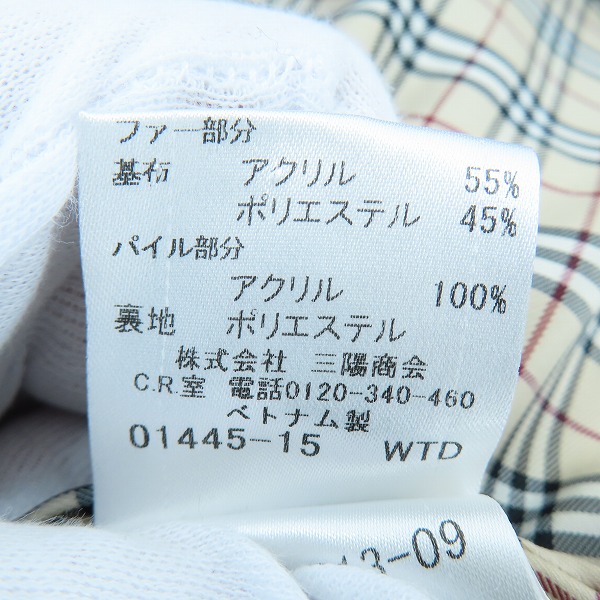 ファー部分
基布 アクリル 55%
ポリエステル 45%
パイル部分
アクリル 100%
裏地 ポリエステル
株式会社 三陽商会
C.R.室 電話0120-340-460
ベトナム製
01445-15 WTD
13-09